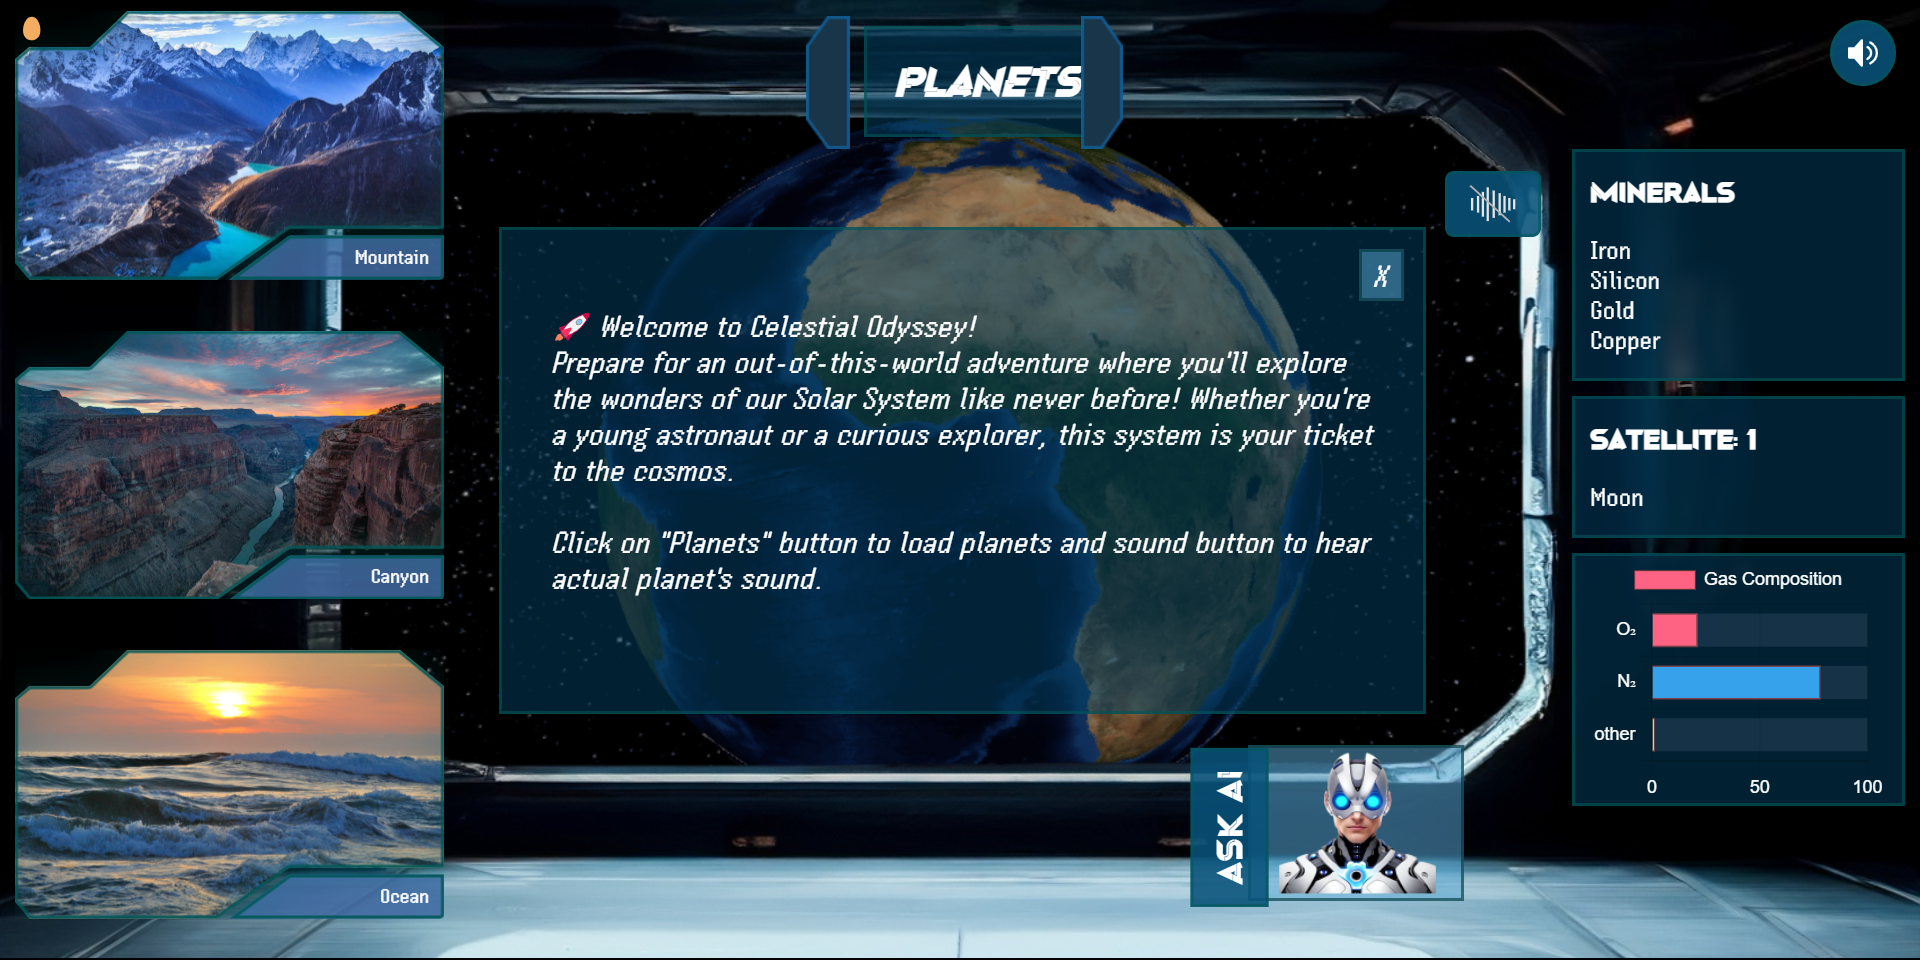 PLANETS
Mountain
Canyon
Ocean
X
🚀 Welcome to Celestial Odyssey!
Prepare for an out-of-this-world adventure where you'll explore
the wonders of our Solar System like never before! Whether you're
a young astronaut or a curious explorer, this system is your ticket
to the cosmos.
Click on "Planets" button to load planets and sound button to hear
actual planet's sound.
ASK AI
MINERALS
Iron
Silicon
Gold
Copper
SATELLITE: 1
Moon
Gas Composition
O₂
N₂
other
0 50 100